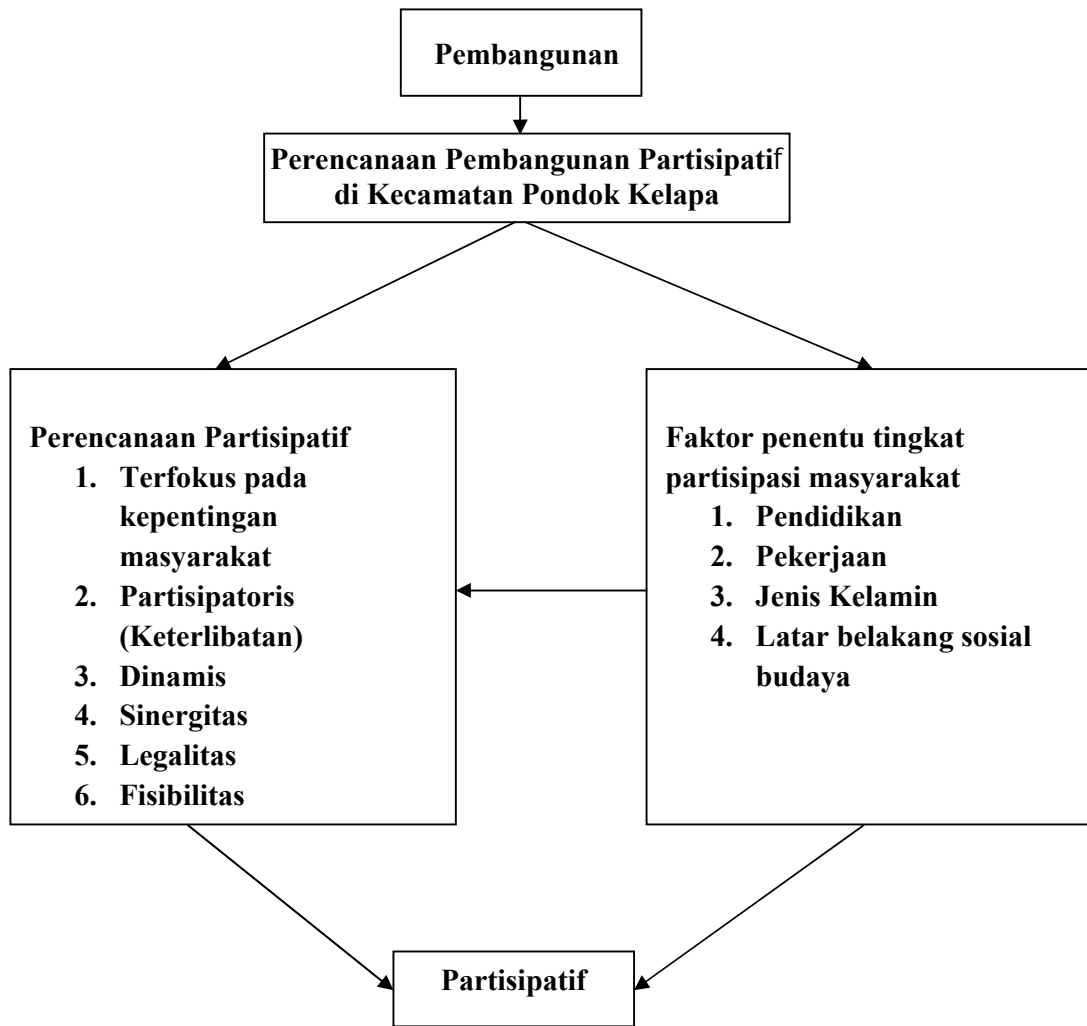 Pembangunan
Perencanaan Pembangunan Partisipatif
di Kecamatan Pondok Kelapa
Perencanaan Partisipatif
1. Terfokus pada
kepentingan
masyarakat
2. Partisipatoris
(Keterlibatan)
3. Dinamis
4. Sinergitas
5. Legalitas
6. Fisibilitas
Faktor penentu tingkat
partisipasi masyarakat
1. Pendidikan
2. Pekerjaan
3. Jenis Kelamin
4. Latar belakang sosial
budaya
Partisipatif